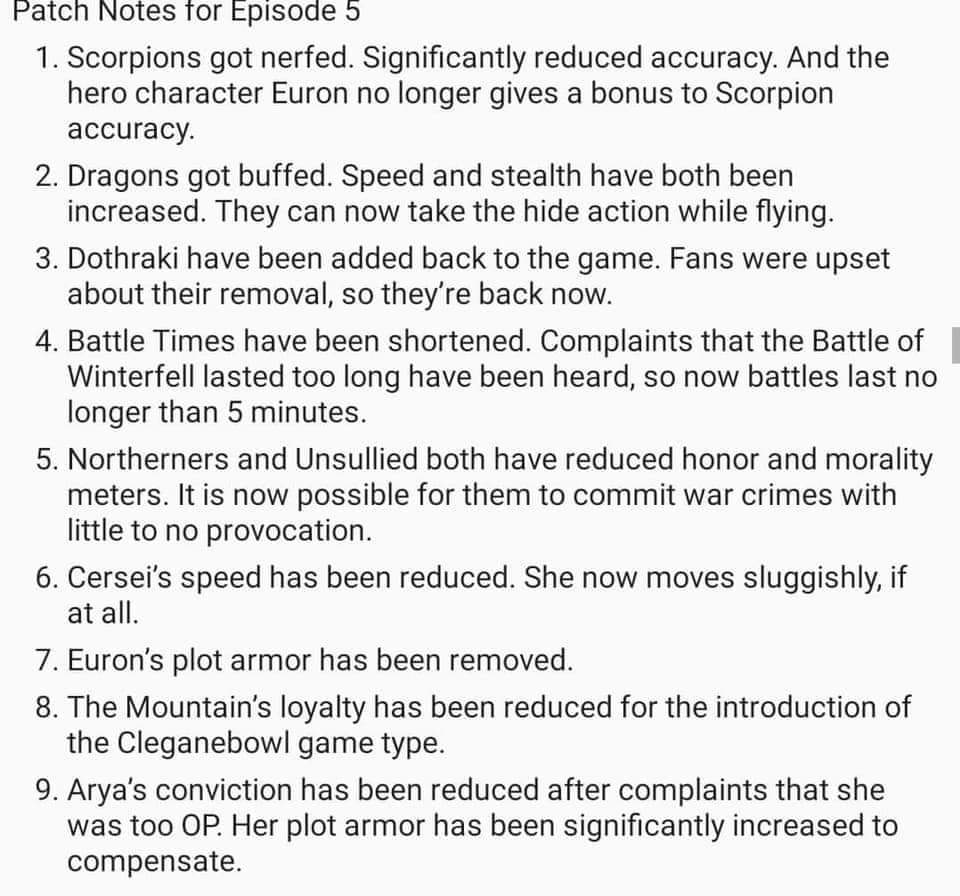 Patch Notes for Episode 5
1. Scorpions got nerfed. Significantly reduced accuracy. And the
hero character Euron no longer gives a bonus to Scorpion
accuracy.
2. Dragons got buffed. Speed and stealth have both been
increased. They can now take the hide action while flying.
3. Dothraki have been added back to the game. Fans were upset
about their removal, so they’re back now.
4. Battle Times have been shortened. Complaints that the Battle of
Winterfell lasted too long have been heard, so now battles last no
longer than 5 minutes.
5. Northerners and Unsullied both have reduced honor and morality
meters. It is now possible for them to commit war crimes with
little to no provocation.
6. Cersei’s speed has been reduced. She now moves sluggishly, if
at all.
7. Euron’s plot armor has been removed.
8. The Mountain’s loyalty has been reduced for the introduction of
the Cleganebowl game type.
9. Arya’s conviction has been reduced after complaints that she
was too OP. Her plot armor has been significantly increased to
compensate.